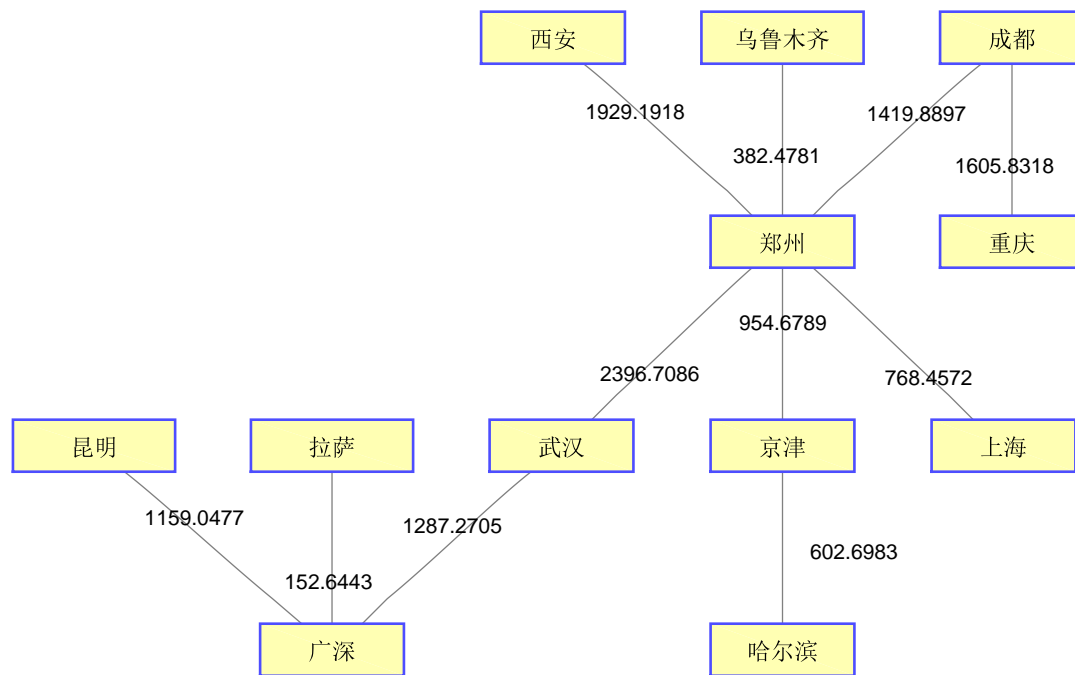 西安
乌鲁木齐
成都
1929.1918
1419.8897
382.4781
1605.8318
郑州
重庆
954.6789
2396.7086
768.4572
昆明
拉萨
武汉
京津
上海
1159.0477
1287.2705
602.6983
152.6443
广深
哈尔滨